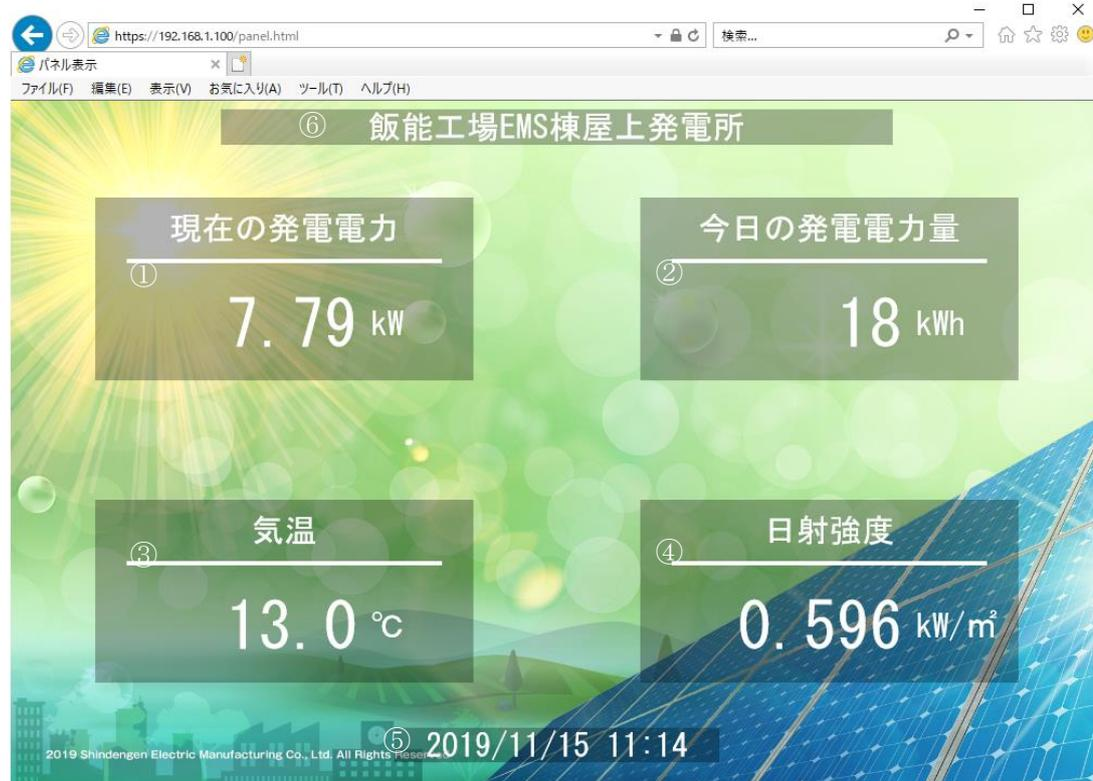 https://192.168.1.100/panel.html
検索...
パネル表示
ファイル(F) 編集(E) 表示(V) お気に入り(A) ツール(T) ヘルプ(H)
⑥ 飯能工場EMS棟屋上発電所
現在の発電電力
①
7.79 kW
今日の発電電力量
②
18 kWh
気温
③
13.0 ℃
日射強度
④
0.596 kW/㎡
⑤ 2019/11/15 11:14
2019 Shindengen Electric Manufacturing Co., Ltd. All Rights Reserved